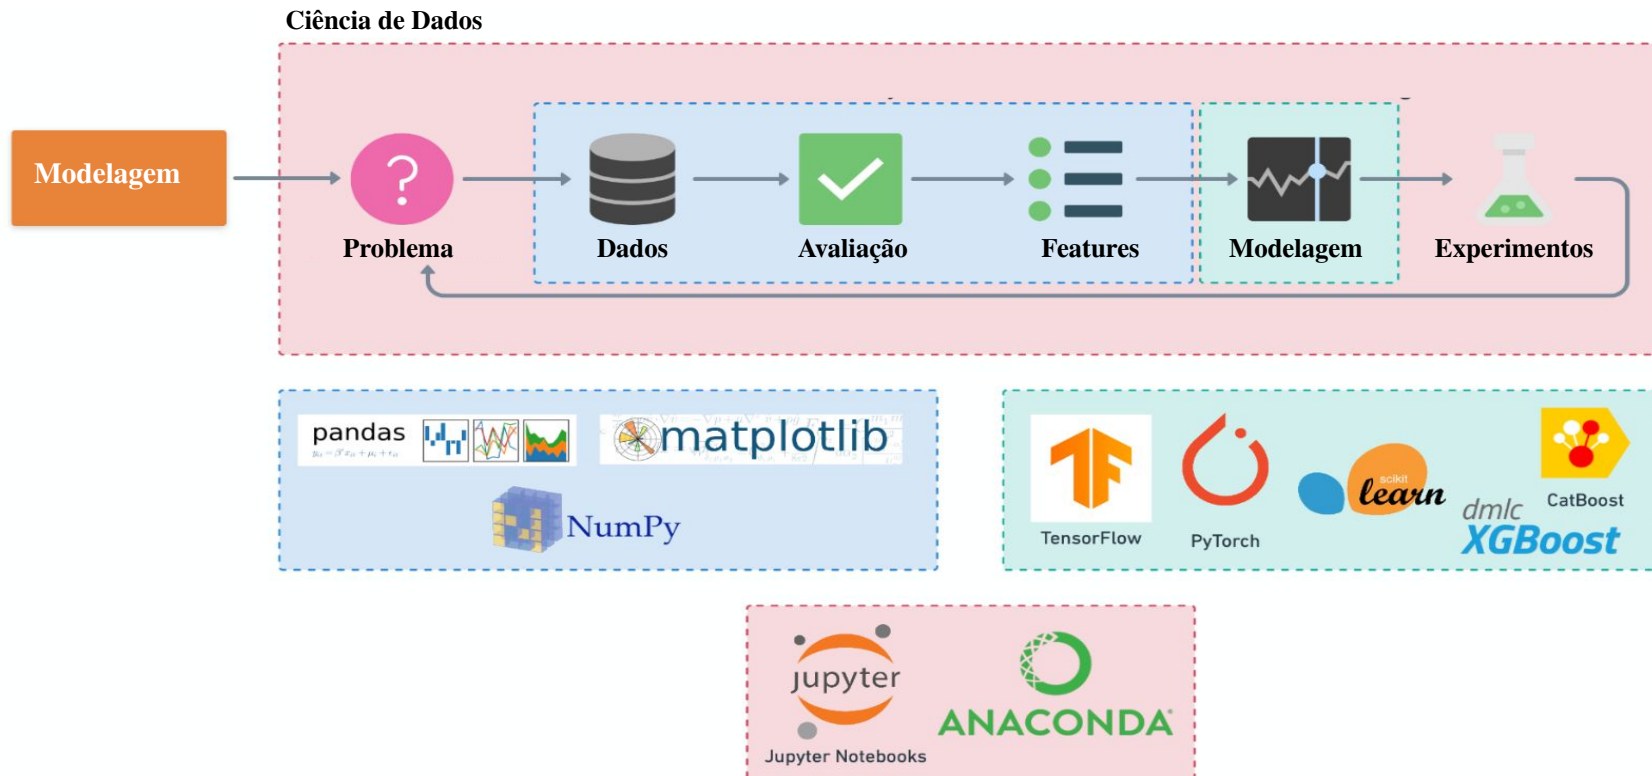 Ciência de Dados
Modelagem
?
Problema
Dados
Avaliação
Features
Modelagem
Experimentos
pandas
matplotlib
NumPy
TensorFlow
PyTorch
scikit
learn
CatBoost
dmlc
XGBoost
jupyter
Jupyter Notebooks
ANACONDA